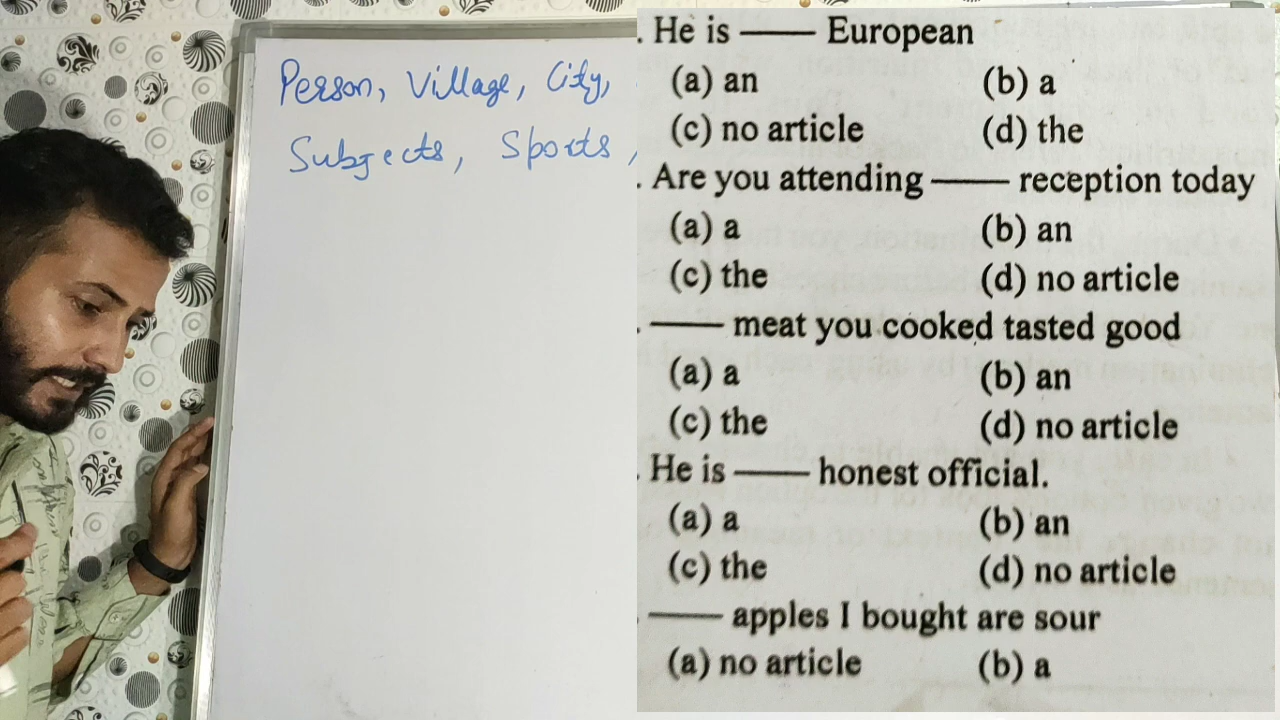 Person, Village, City,
Subjects, Sports,
. He is —— European
(a) an (b) a
(c) no article (d) the
. Are you attending —— reception today
(a) a (b) an
(c) the (d) no article
. —— meat you cooked tasted good
(a) a (b) an
(c) the (d) no article
. He is —— honest official.
(a) a (b) an
(c) the (d) no article
. —— apples I bought are sour
(a) no article (b) a